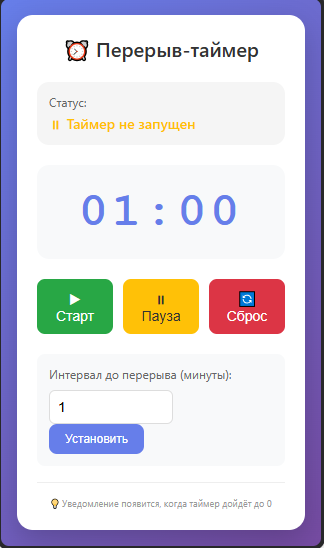 ⏰ Перерыв-таймер
Статус:
⏸ Таймер не запущен
01:00
▶ Старт
⏸ Пауза
🔄 Сброс
Интервал до перерыва (минуты):
1
Установить
💡 Уведомление появится, когда таймер дойдёт до 0